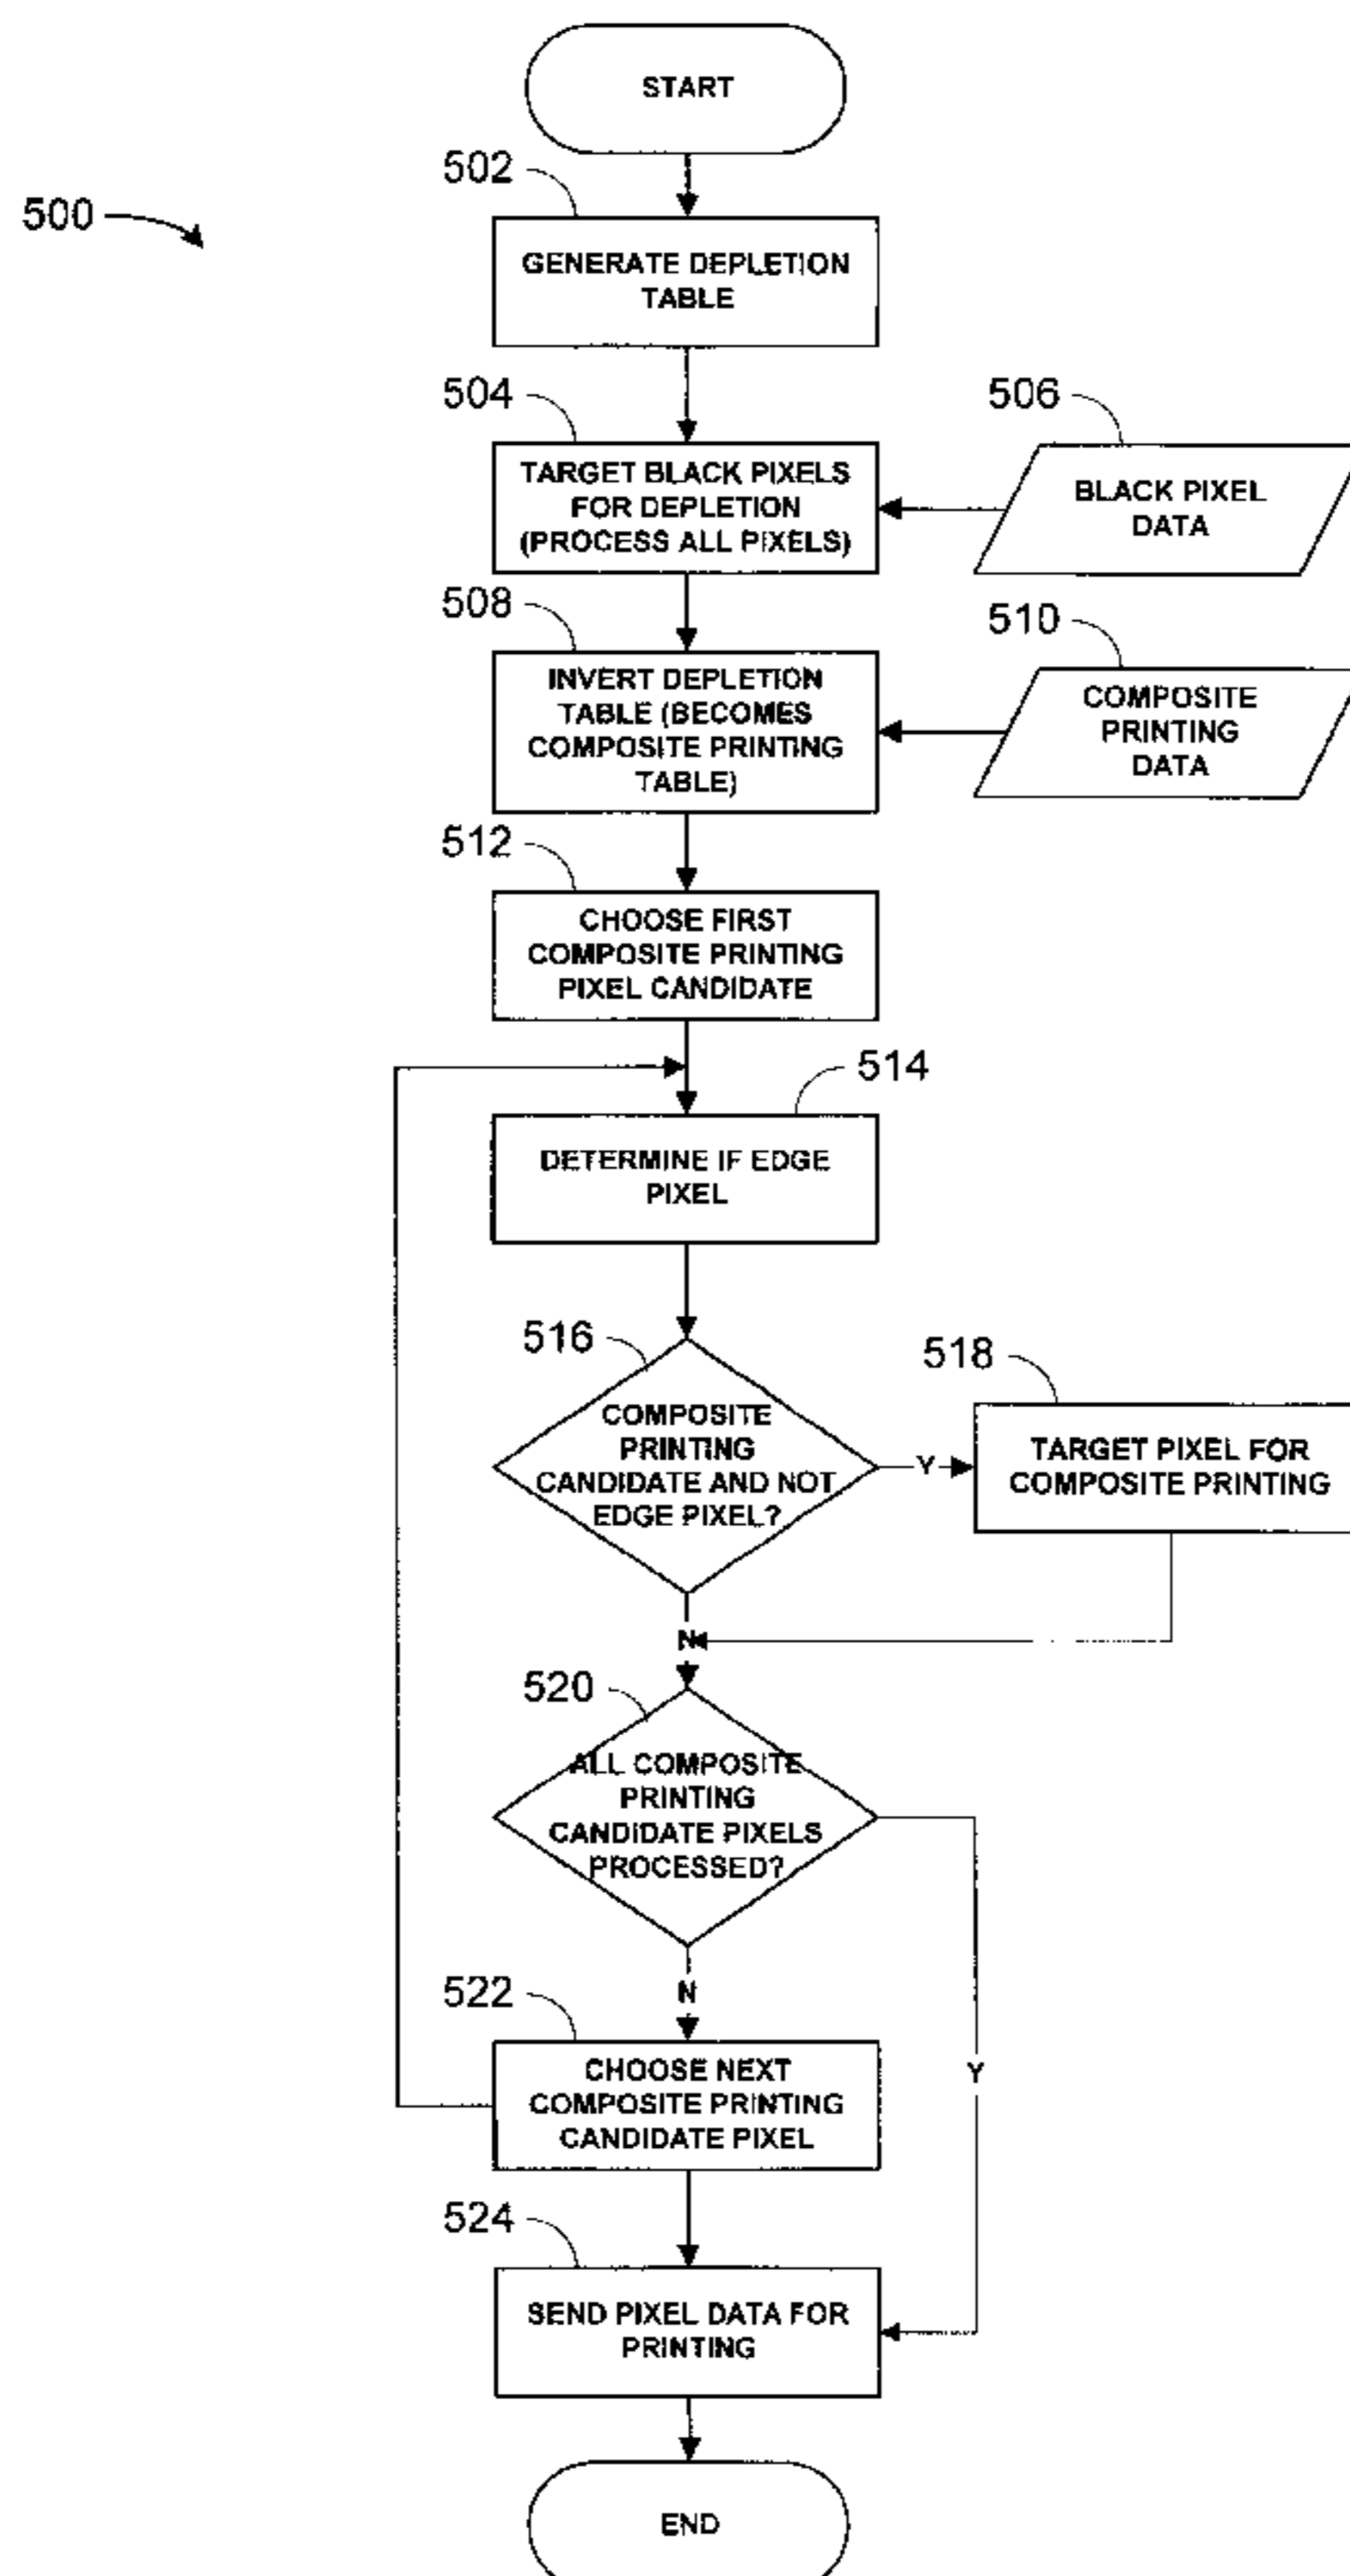 START
502
500
GENERATE DEPLETION
TABLE
504
506
TARGET BLACK PIXELS
FOR DEPLETION
(PROCESS ALL PIXELS)
BLACK PIXEL
DATA
508
510
INVERT DEPLETION
TABLE (BECOMES
COMPOSITE PRINTING
TABLE)
COMPOSITE
PRINTING
DATA
512
CHOOSE FIRST
COMPOSITE PRINTING
PIXEL CANDIDATE
514
DETERMINE IF EDGE
PIXEL
516
518
COMPOSITE
PRINTING
CANDIDATE AND NOT
EDGE PIXEL?
Y
TARGET PIXEL FOR
COMPOSITE PRINTING
N
520
ALL COMPOSITE
PRINTING
CANDIDATE PIXELS
PROCESSED?
N
522
Y
CHOOSE NEXT
COMPOSITE PRINTING
CANDIDATE PIXEL
524
SEND PIXEL DATA FOR
PRINTING
END